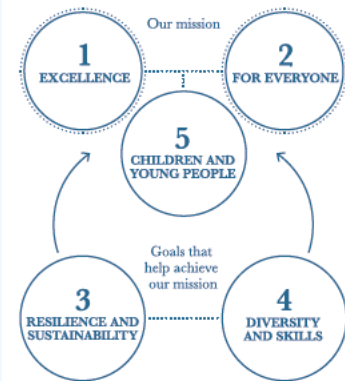 Our mission
1
EXCELLENCE
2
FOR EVERYONE
5
CHILDREN AND
YOUNG PEOPLE
Goals that
help achieve
our mission
3
RESILIENCE AND
SUSTAINABILITY
4
DIVERSITY
AND SKILLS